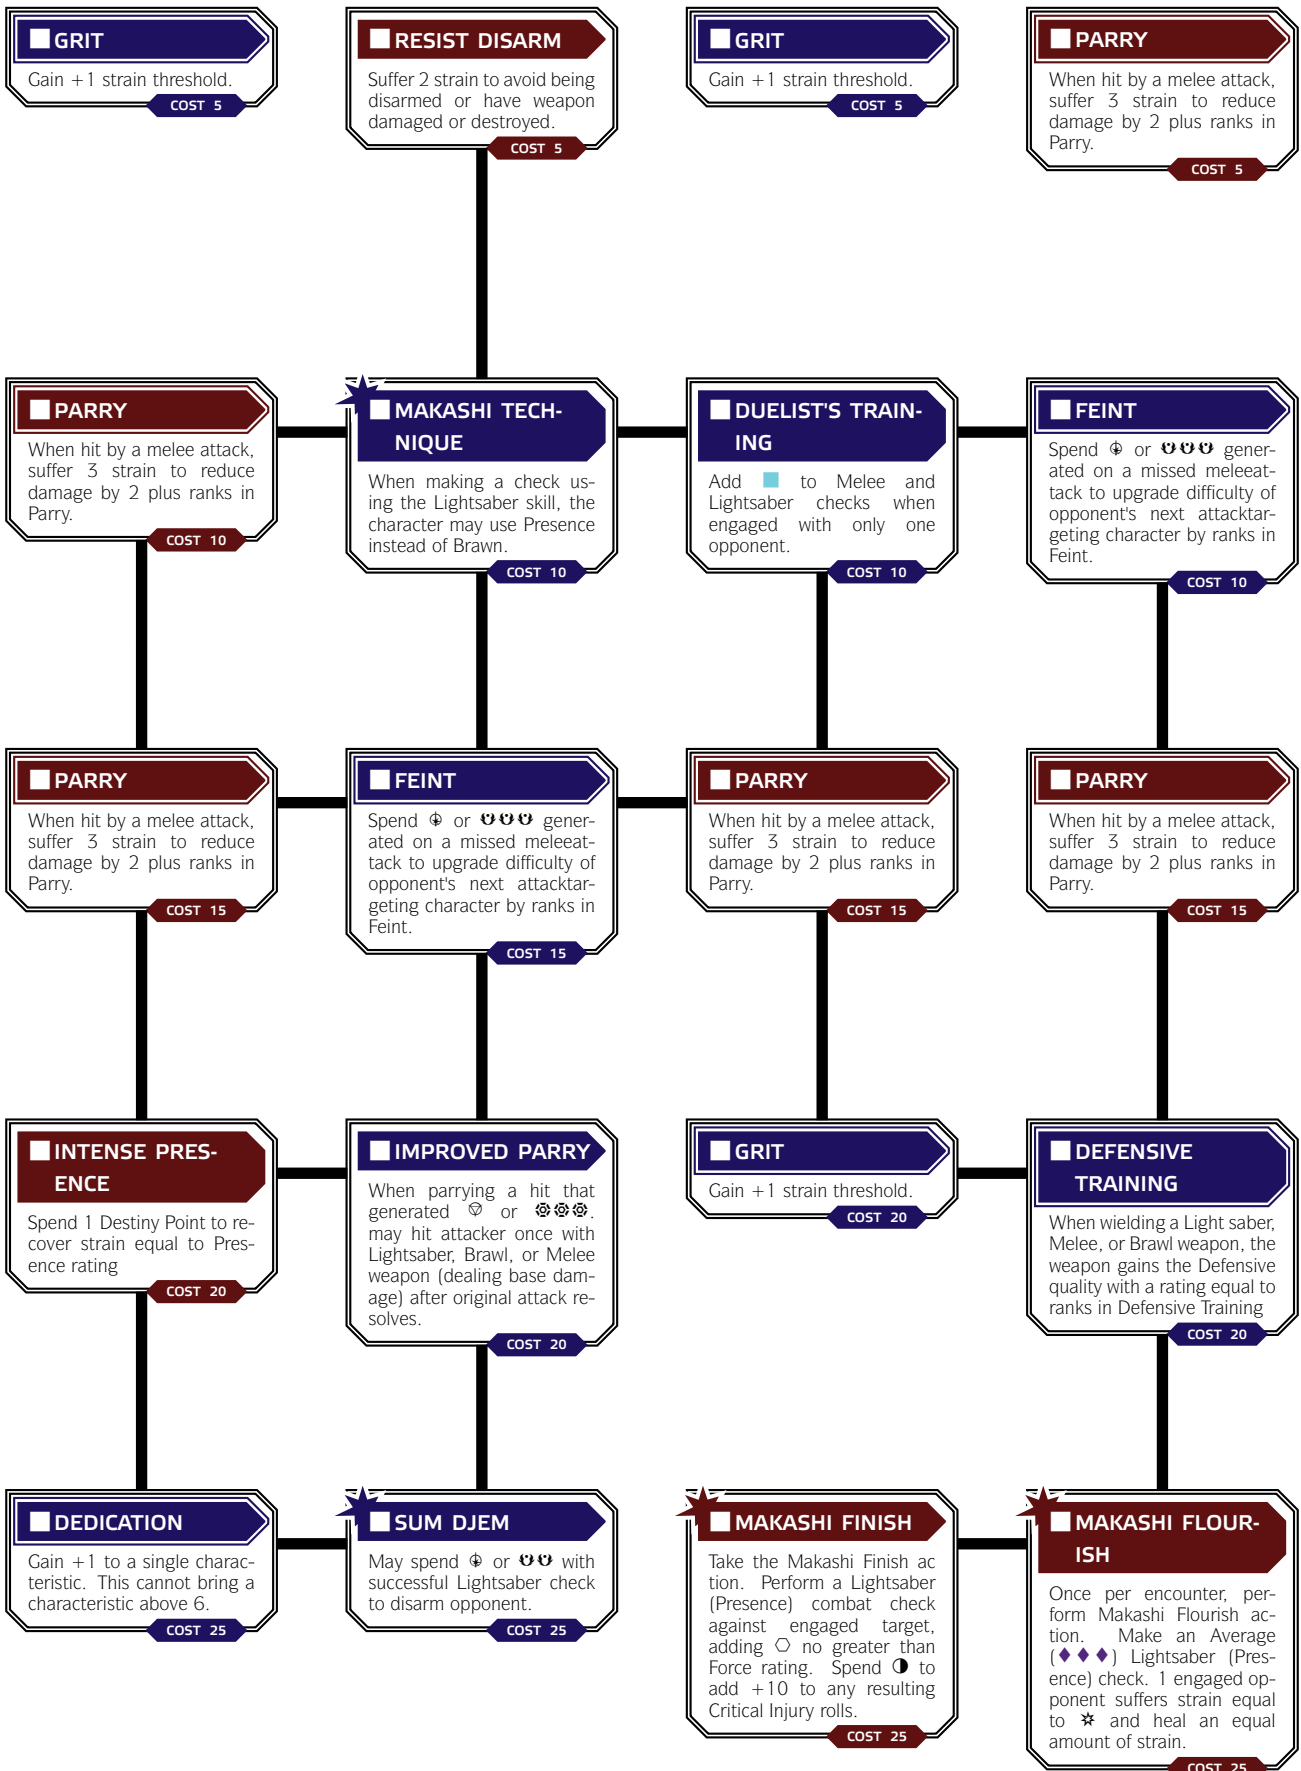 GRIT
Gain +1 strain threshold.
COST 5
RESIST DISARM
Suffer 2 strain to avoid being
disarmed or have weapon
damaged or destroyed.
COST 5
GRIT
Gain +1 strain threshold.
COST 5
PARRY
When hit by a melee attack,
suffer 3 strain to reduce
damage by 2 plus ranks in
Parry.
COST 5
PARRY
When hit by a melee attack,
suffer 3 strain to reduce
damage by 2 plus ranks in
Parry.
COST 10
MAKASHI TECH-
NIQUE
When making a check us-
ing the Lightsaber skill, the
character may use Presence
instead of Brawn.
COST 10
DUELIST'S TRAIN-
ING
Add to Melee and
Lightsaber checks when
engaged with only one
opponent.
COST 10
FEINT
Spend or gener-
ated on a missed meleeat-
tack to upgrade difficulty of
opponent's next attacktar-
geting character by ranks in
Feint.
COST 10
PARRY
When hit by a melee attack,
suffer 3 strain to reduce
damage by 2 plus ranks in
Parry.
COST 15
FEINT
Spend or gener-
ated on a missed meleeat-
tack to upgrade difficulty of
opponent's next attacktar-
geting character by ranks in
Feint.
COST 15
PARRY
When hit by a melee attack,
suffer 3 strain to reduce
damage by 2 plus ranks in
Parry.
COST 15
PARRY
When hit by a melee attack,
suffer 3 strain to reduce
damage by 2 plus ranks in
Parry.
COST 15
INTENSE PRES-
ENCE
Spend 1 Destiny Point to re-
cover strain equal to Pres-
ence rating
COST 20
IMPROVED PARRY
When parrying a hit that
generated or .
may hit attacker once with
Lightsaber, Brawl, or Melee
weapon (dealing base dam-
age) after original attack re-
solves.
COST 20
GRIT
Gain +1 strain threshold.
COST 20
DEFENSIVE
TRAINING
When wielding a Light saber,
Melee, or Brawl weapon, the
weapon gains the Defensive
quality with a rating equal to
ranks in Defensive Training
COST 20
DEDICATION
Gain +1 to a single charac-
teristic. This cannot bring a
characteristic above 6.
COST 25
SUM DJEM
May spend or with
successful Lightsaber check
to disarm opponent.
COST 25
MAKASHI FINISH
Take the Makashi Finish ac
tion. Perform a Lightsaber
(Presence) combat check
against engaged target,
adding no greater than
Force rating. Spend to
add +10 to any resulting
Critical Injury rolls.
COST 25
MAKASHI FLOUR-
ISH
Once per encounter, per-
form Makashi Flourish ac-
tion. Make an Average
(♦♦♦) Lightsaber (Pres-
ence) check. 1 engaged op-
ponent suffers strain equal
to and heal an equal
amount of strain.
COST 25